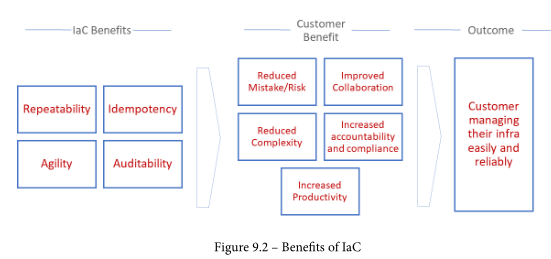 IaC Benefits
Customer
Benefit
Outcome
Repeatability
Idempotency
Agility
Auditability
Reduced
Mistake/Risk
Improved
Collaboration
Reduced
Complexity
Increased
accountability
and compliance
Increased
Productivity
Customer
managing
their infra
easily and
reliably
Figure 9.2 – Benefits of IaC